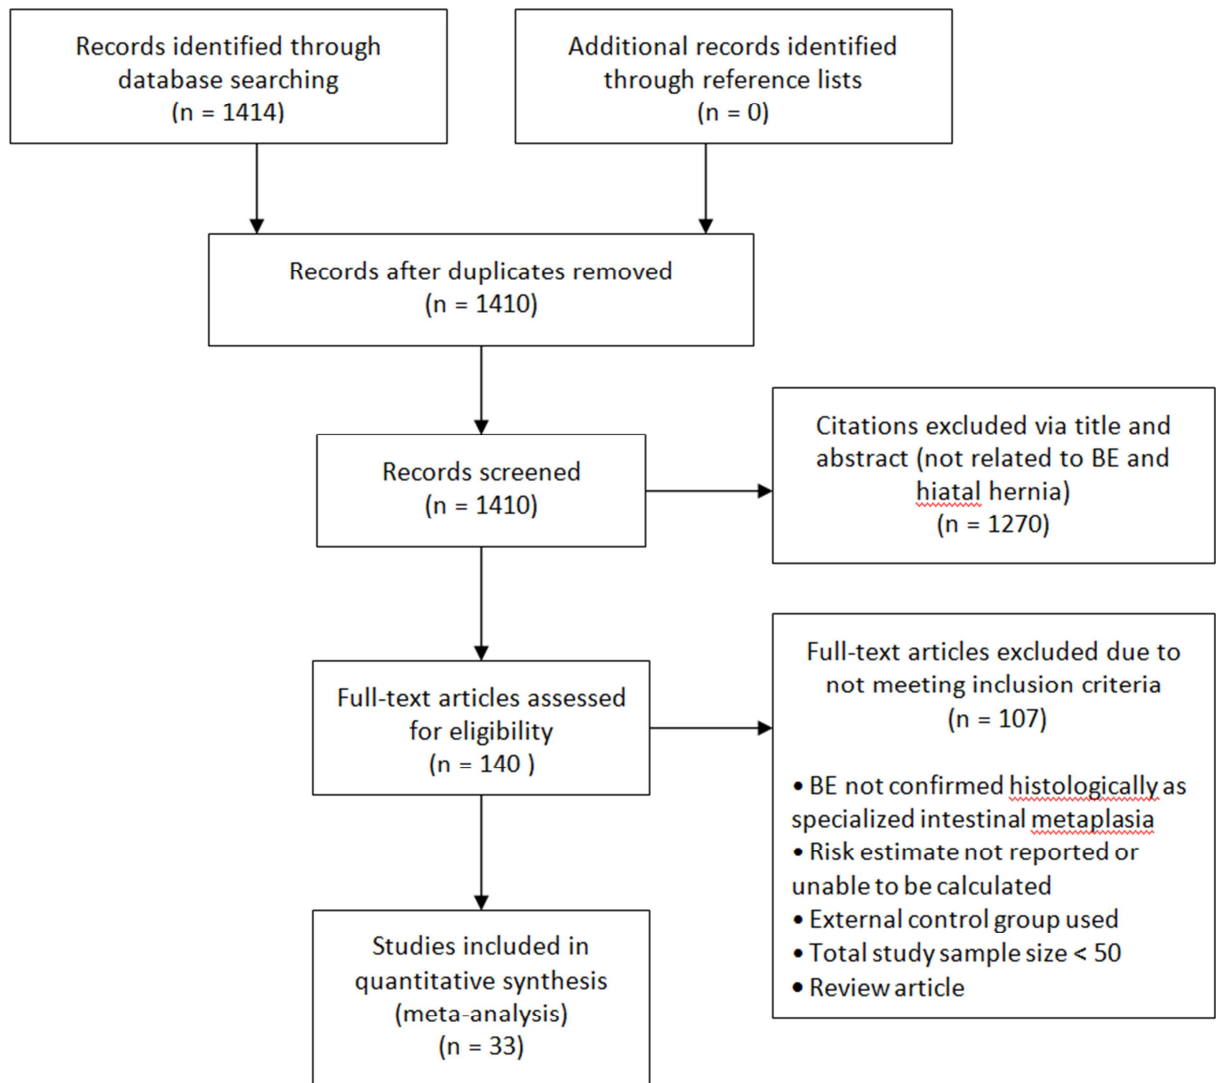 Records identified through
database searching
(n = 1414)
Additional records identified
through reference lists
(n = 0)
Records after duplicates removed
(n = 1410)
Records screened
(n = 1410)
Citations excluded via title and
abstract (not related to BE and
hiatal hernia)
(n = 1270)
Full-text articles assessed
for eligibility
(n = 140 )
Full-text articles excluded due to
not meeting inclusion criteria
(n = 107)
• BE not confirmed histologically as
specialized intestinal metaplasia
• Risk estimate not reported or
unable to be calculated
• External control group used
• Total study sample size < 50
• Review article
Studies included in
quantitative synthesis
(meta-analysis)
(n = 33)